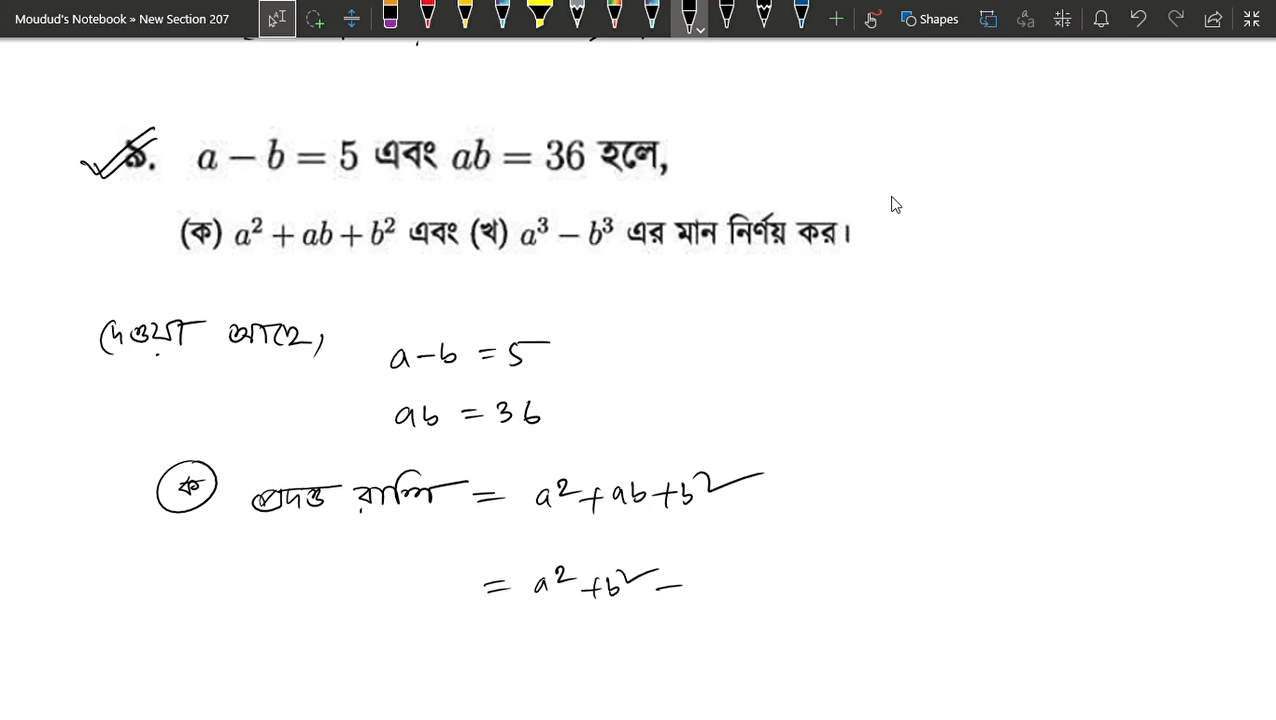 Moudud's Notebook » New Section 207
Shapes
৯. a − b = 5 এবং ab = 36 হলে,
(ক) a² + ab + b² এবং (খ) a³ − b³ এর মান নির্ণয় কর।
দেওয়া আছে,
a-b = 5
ab = 36
ক প্রদত্ত রাশি = a²+ab+b²
= a²+b² -